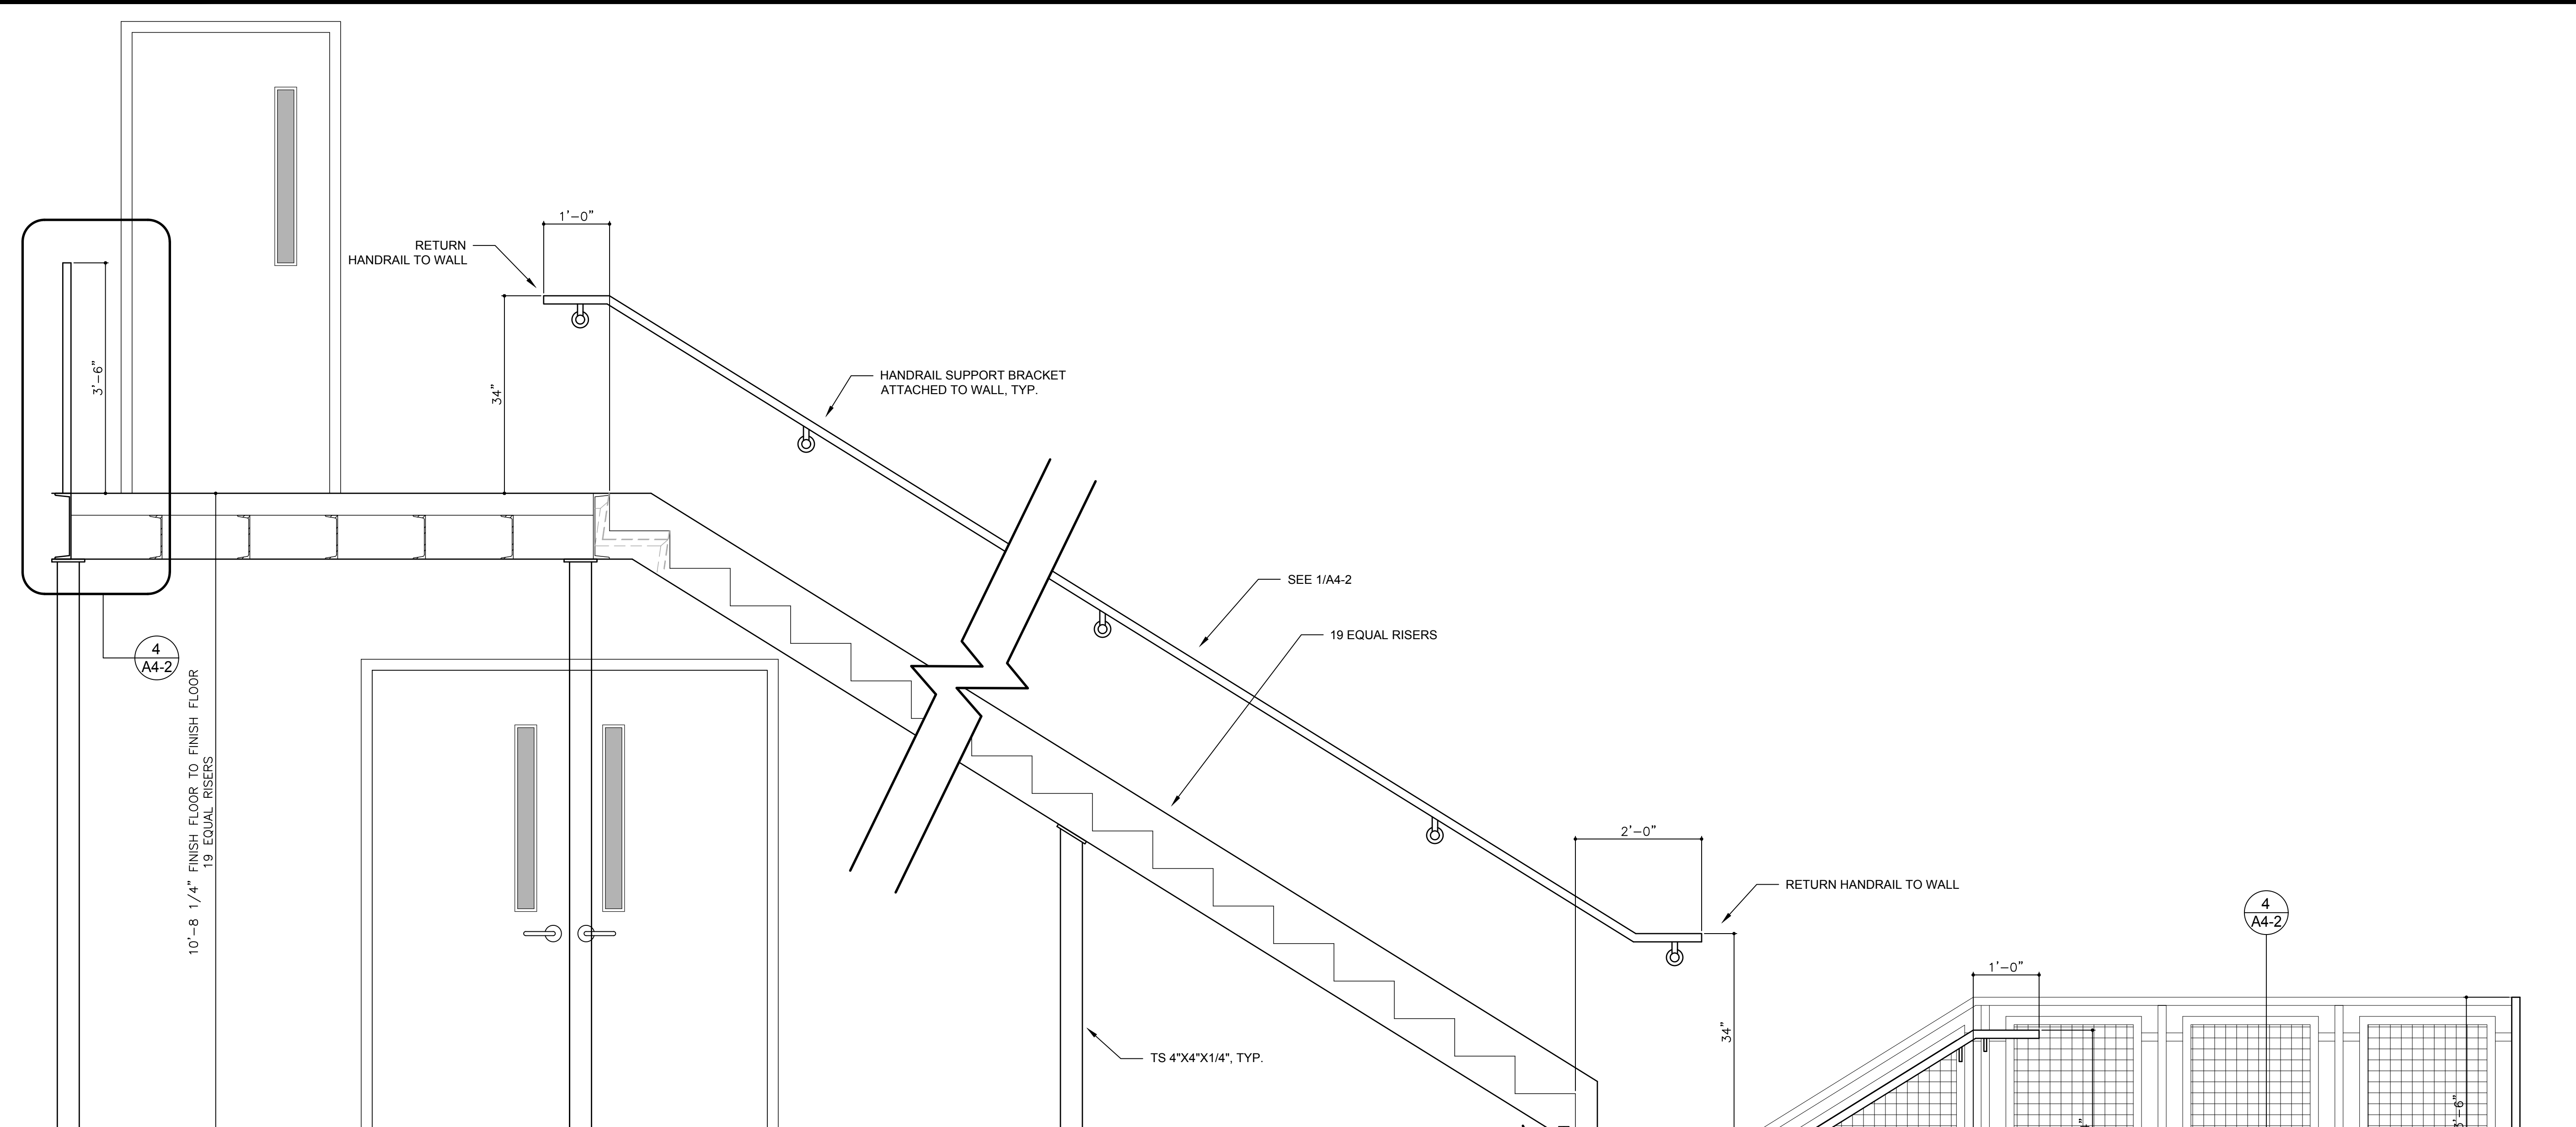 1'-0"
RETURN
HANDRAIL TO WALL
3'-6"
34"
HANDRAIL SUPPORT BRACKET
ATTACHED TO WALL, TYP.
SEE 1/A4-2
19 EQUAL RISERS
4
A4-2
10'-8 1/4" FINISH FLOOR TO FINISH FLOOR
19 EQUAL RISERS
2'-0"
RETURN HANDRAIL TO WALL
4
A4-2
1'-0"
34"
TS 4"X4"X1/4", TYP.
3'-6"